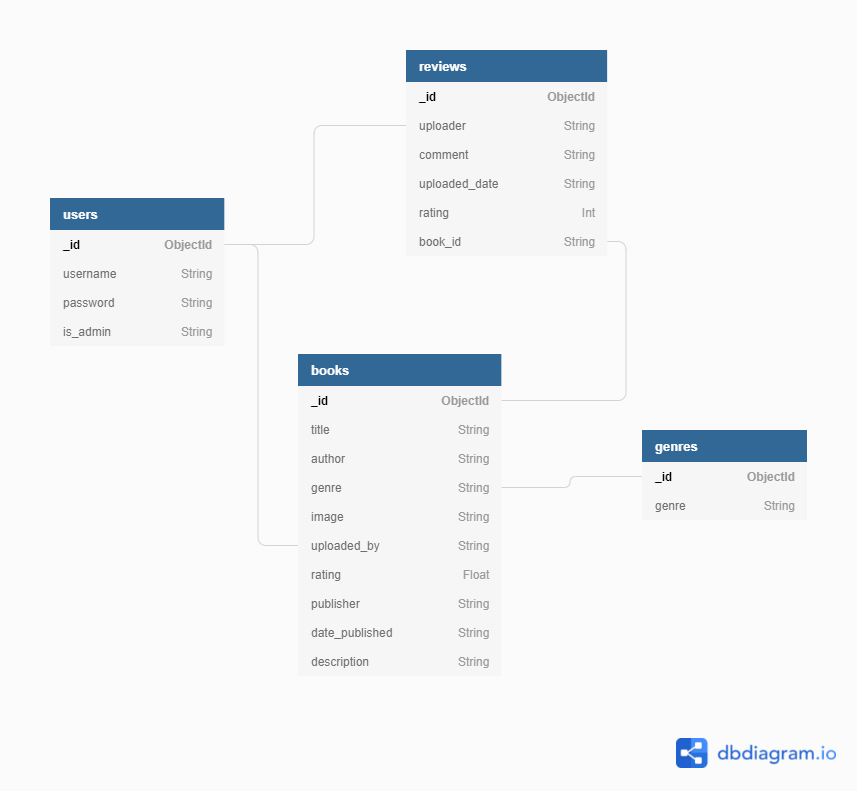 reviews
_id ObjectId
uploader String
comment String
uploaded_date String
rating Int
book_id String
users
_id ObjectId
username String
password String
is_admin String
books
_id ObjectId
title String
author String
genre String
image String
uploaded_by String
rating Float
publisher String
date_published String
description String
genres
_id ObjectId
genre String
dbdiagram.io